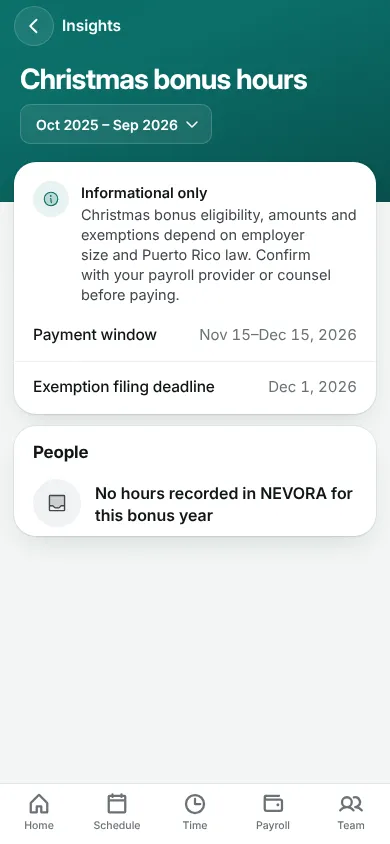 Insights
Christmas bonus hours
Oct 2025 – Sep 2026
Informational only
Christmas bonus eligibility, amounts and
exemptions depend on employer
size and Puerto Rico law. Confirm
with your payroll provider or counsel
before paying.
Payment window Nov 15–Dec 15, 2026
Exemption filing deadline Dec 1, 2026
People
No hours recorded in NEVORA for
this bonus year
Home Schedule Time Payroll Team